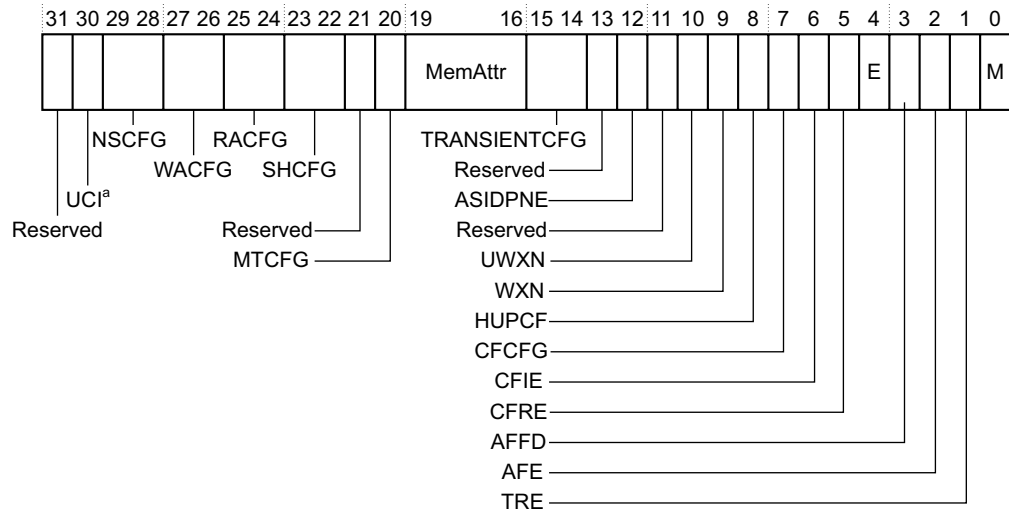 31 30 29 28 27 26 25 24 23 22 21 20 19 16 15 14 13 12 11 10 9 8 7 6 5 4 3 2 1 0
MemAttr E M
NSCFG RACFG TRANSIENTCFG
WACFG SHCFG Reserved
UCIa ASIDPNE
Reserved Reserved Reserved
MTCFG UWXN
WXN
HUPCF
CFCFG
CFIE
CFRE
AFFD
AFE
TRE